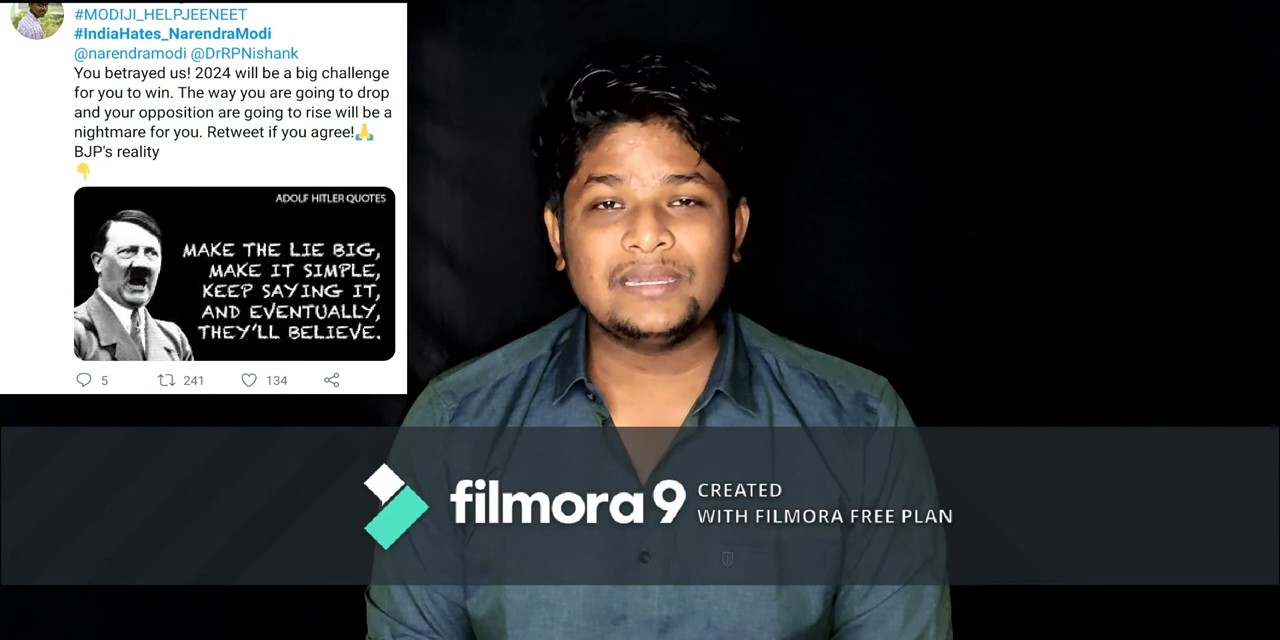 #MODIJI_HELPJEENEET
#IndiaHates_NarendraModi
@narendramodi @DrRPNishank
You betrayed us! 2024 will be a big challenge
for you to win. The way you are going to drop
and your opposition are going to rise will be a
nightmare for you. Retweet if you agree!🙏
BJP's reality
👇
ADOLF HITLER QUOTES
MAKE THE LIE BIG,
MAKE IT SIMPLE,
KEEP SAYING IT,
AND EVENTUALLY,
THEY'LL BELIEVE.
5 241 134
filmora9
CREATED
WITH FILMORA FREE PLAN